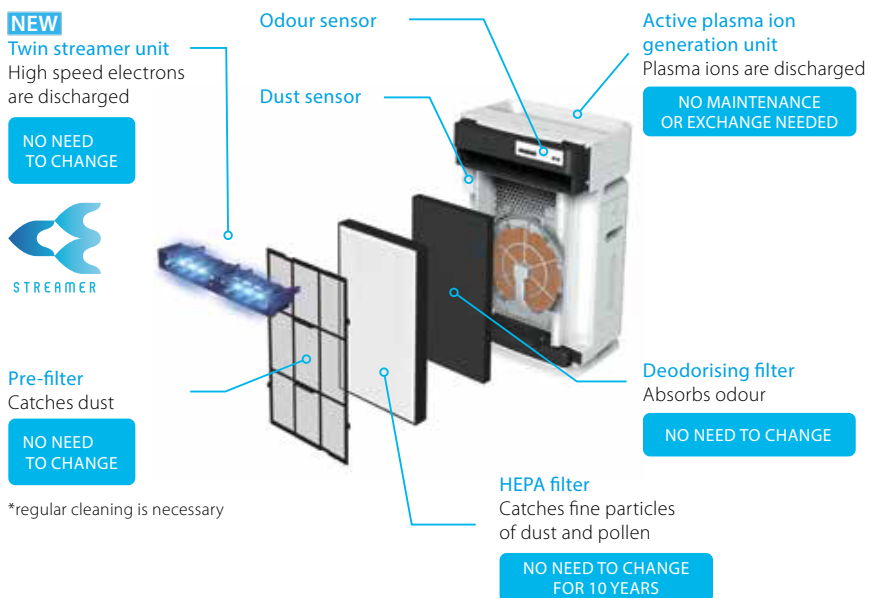 NEW
Twin streamer unit
High speed electrons
are discharged
NO NEED
TO CHANGE
STREAMER
Odour sensor
Dust sensor
Active plasma ion
generation unit
Plasma ions are discharged
NO MAINTENANCE
OR EXCHANGE NEEDED
Pre-filter
Catches dust
NO NEED
TO CHANGE
*regular cleaning is necessary
Deodorising filter
Absorbs odour
NO NEED TO CHANGE
HEPA filter
Catches fine particles
of dust and pollen
NO NEED TO CHANGE
FOR 10 YEARS